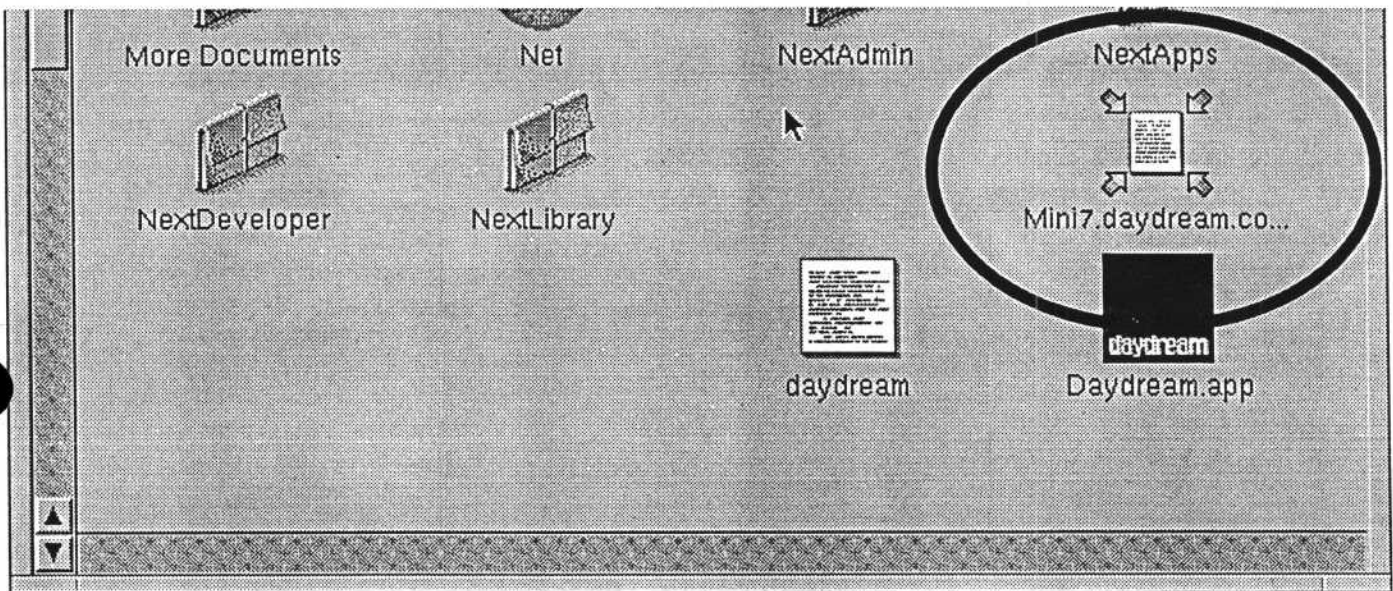 More Documents
Net
NextAdmin
NextApps
NextDeveloper
NextLibrary
Mini7.daydream.co...
daydream
daydream
Daydream.app